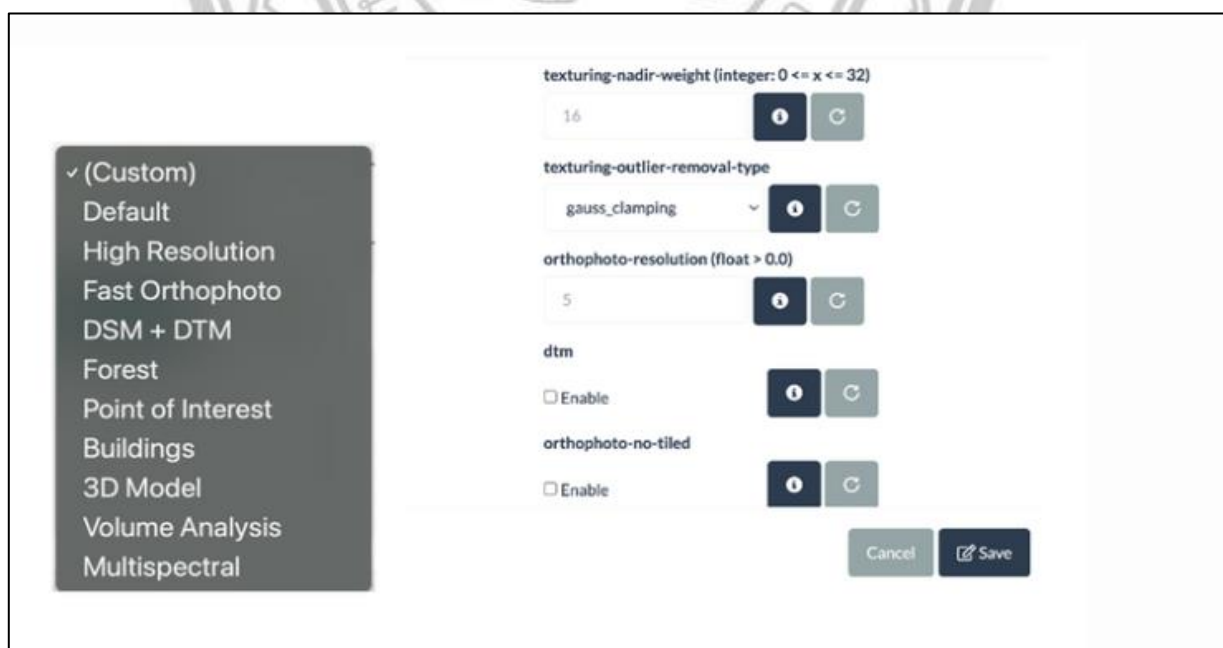 (Custom)
Default
High Resolution
Fast Orthophoto
DSM + DTM
Forest
Point of Interest
Buildings
3D Model
Volume Analysis
Multispectral
texturing-nadir-weight (integer: 0 <= x <= 32)
16
texturing-outlier-removal-type
gauss_clamping
orthophoto-resolution (float > 0.0)
5
dtm
Enable
orthophoto-no-tiled
Enable
Cancel Save